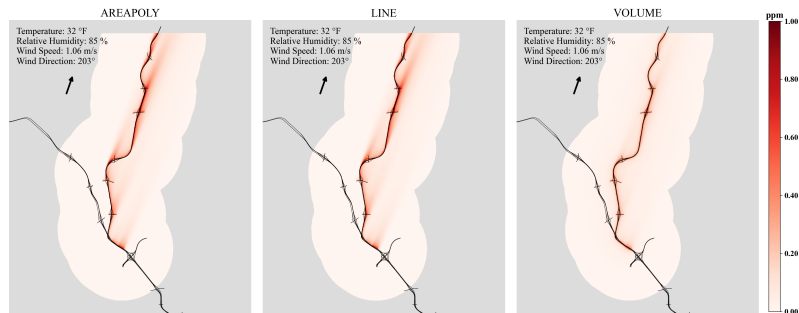 AREAPOLY
Temperature: 32 °F
Relative Humidity: 85 %
Wind Speed: 1.06 m/s
Wind Direction: 203°
LINE
Temperature: 32 °F
Relative Humidity: 85 %
Wind Speed: 1.06 m/s
Wind Direction: 203°
VOLUME
Temperature: 32 °F
Relative Humidity: 85 %
Wind Speed: 1.06 m/s
Wind Direction: 203°
ppm
1.00
0.80
0.60
0.40
0.20
0.00